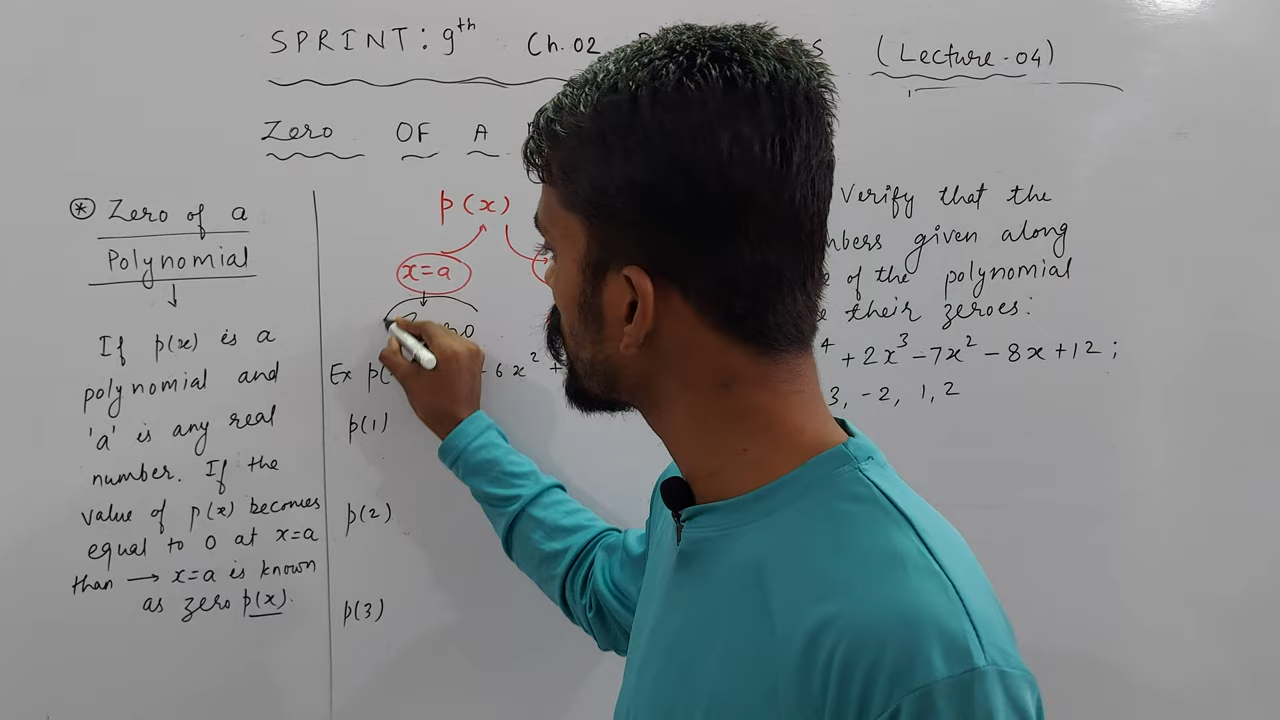 SPRINT: 9th Ch. 02 (Lecture-04)
Zero OF A
⊛ Zero of a
Polynomial
↓
If p(x) is a
polynomial and
'a' is any real
number. If the
value of p(x) becomes
equal to 0 at x=a
than → x=a is known
as zero p(x).
p(x)
x=a
Ex p( - 6x² +
p(1)
p(2)
p(3)
Verify that the
given along
of the polynomial
their zeroes:
+ 2x³ - 7x² - 8x + 12 ;
3, -2, 1, 2